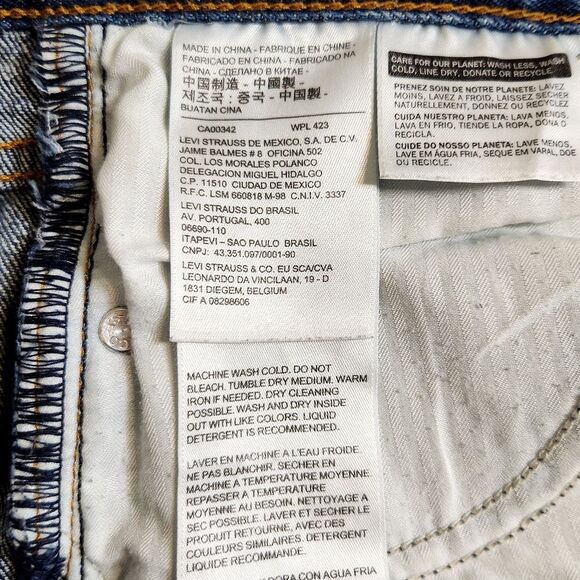 MADE IN CHINA - FABRIQUE EN CHINE -
FABRICADO EN CHINA - FABRICADO NA
CHINA - СДЕЛАНО В КИТАЕ -
中国制造 - 中國製造 -
제조국 : 중국 - 中国製 -
BUATAN CINA
CA00342 WPL 423
LEVI STRAUSS DE MEXICO, S.A. DE C.V.
JAIME BALMES # 8 OFICINA 502
COL. LOS MORALES POLANCO
DELEGACION MIGUEL HIDALGO
C.P. 11510 CIUDAD DE MEXICO
R.F.C. LSM 660818 M-98 C.N.I.V. 3337
LEVI STRAUSS DO BRASIL
AV. PORTUGAL, 400
06690-110
ITAPEVI – SAO PAULO BRASIL
CNPJ: 43.351.097/0001-90
LEVI STRAUSS & CO. EU SCA/CVA
LEONARDO DA VINCILAAN, 19 - D
1831 DIEGEM, BELGIUM
CIF A 08298606
CARE FOR OUR PLANET: WASH LESS, WASH
COLD, LINE DRY, DONATE OR RECYCLE.
PRENEZ SOIN DE NOTRE PLANETE: LAVEZ
MOINS, LAVEZ A FROID, LAISSEZ SECHER
NATURELLEMENT, DONNEZ OU RECYCLEZ
CUIDA NUESTRO PLANETA: LAVA MENOS,
LAVA EN FRIO, TIENDE LA ROPA, DONA O
RECICLA.
CUIDE DO NOSSO PLANETA: LAVE MENOS,
LAVE EM ÁGUA FRIA, SEQUE EM VARAL, DOE
OU RECICLE.
MACHINE WASH COLD. DO NOT
BLEACH. TUMBLE DRY MEDIUM. WARM
IRON IF NEEDED. DRY CLEANING
POSSIBLE. WASH AND DRY INSIDE
OUT WITH LIKE COLORS. LIQUID
DETERGENT IS RECOMMENDED.
LAVER EN MACHINE A L'EAU FROIDE.
NE PAS BLANCHIR. SECHER EN
MACHINE A TEMPERATURE MOYENNE
REPASSER A TEMPERATURE
MOYENNE AU BESOIN. NETTOYAGE A
SEC POSSIBLE. LAVER ET SECHER LE
PRODUIT RETOURNE, AVEC DES
COULEURS SIMILAIRES. DETERGENT
LIQUIDE RECOMMANDE.
ADORA CON AGUA FRIA